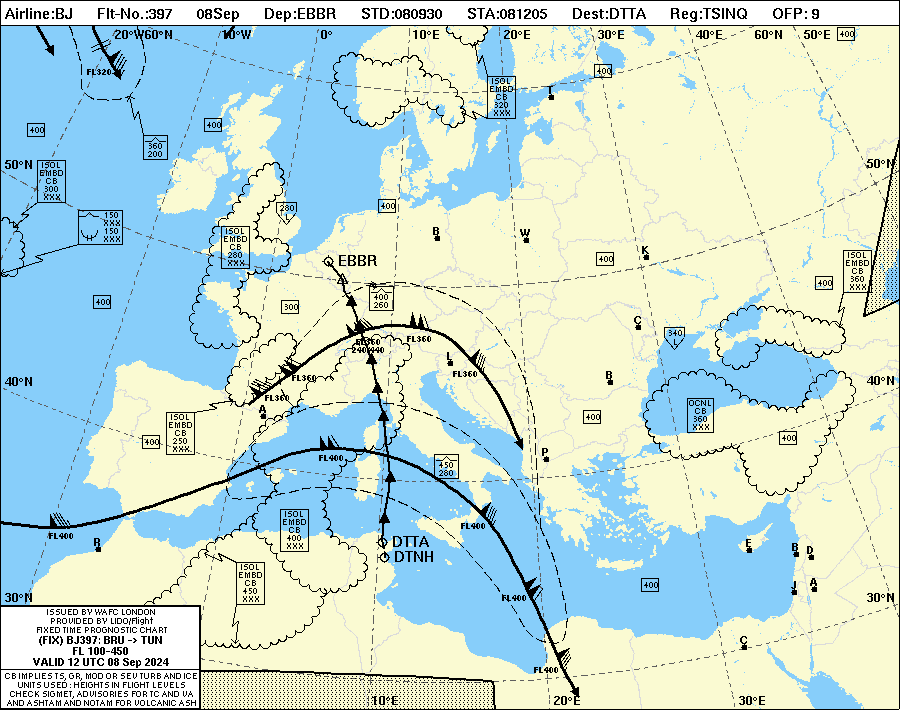 Airline:BJ Flt-No.:397 08Sep Dep:EBBR STD:080930 STA:081205 Dest:DTTA Reg:TSINQ OFP: 9
20°W60°N 10°W 0° 10°E 20°E 30°E 40°E 60°N 50°E
400
FL320
400
ISOL
EMBD
CB
320
XXX
T
400
400
360
200
50°N
50°N
ISOL
EMBD
CB
300
XXX
150
XXX
150
XXX
280
400
ISOL
EMBD
CB
280
XXX
B
W
K
400
ISOL
EMBD
CB
360
XXX
EBBR
400
400
260
400
300
C
340
FL360
FL360
240/440
L
FL360
FL360
FL360
40°N
40°N
B
A
ISOL
EMBD
CB
250
XXX
400
400
OCNL
CB
360
XXX
400
FL400
450
280
P
ISOL
EMBD
CB
400
XXX
FL400
FL400
R
DTTA
DTNH
E
B
D
ISOL
EMBD
CB
450
XXX
400
J
A
30°N
30°N
FL400
C
FL400
10°E
20°E
30°E
ISSUED BY WAFC LONDON
PROVIDED BY LIDO/Flight
FIXED TIME PROGNOSTIC CHART
(FIX) BJ397: BRU -> TUN
FL 100-450
VALID 12 UTC 08 Sep 2024
CB IMPLIES TS, GR, MOD OR SEV TURB AND ICE
UNITS USED : HEIGHTS IN FLIGHT LEVELS
CHECK SIGMET, ADVISORIES FOR TC AND VA
AND ASHTAM AND NOTAM FOR VOLCANIC ASH